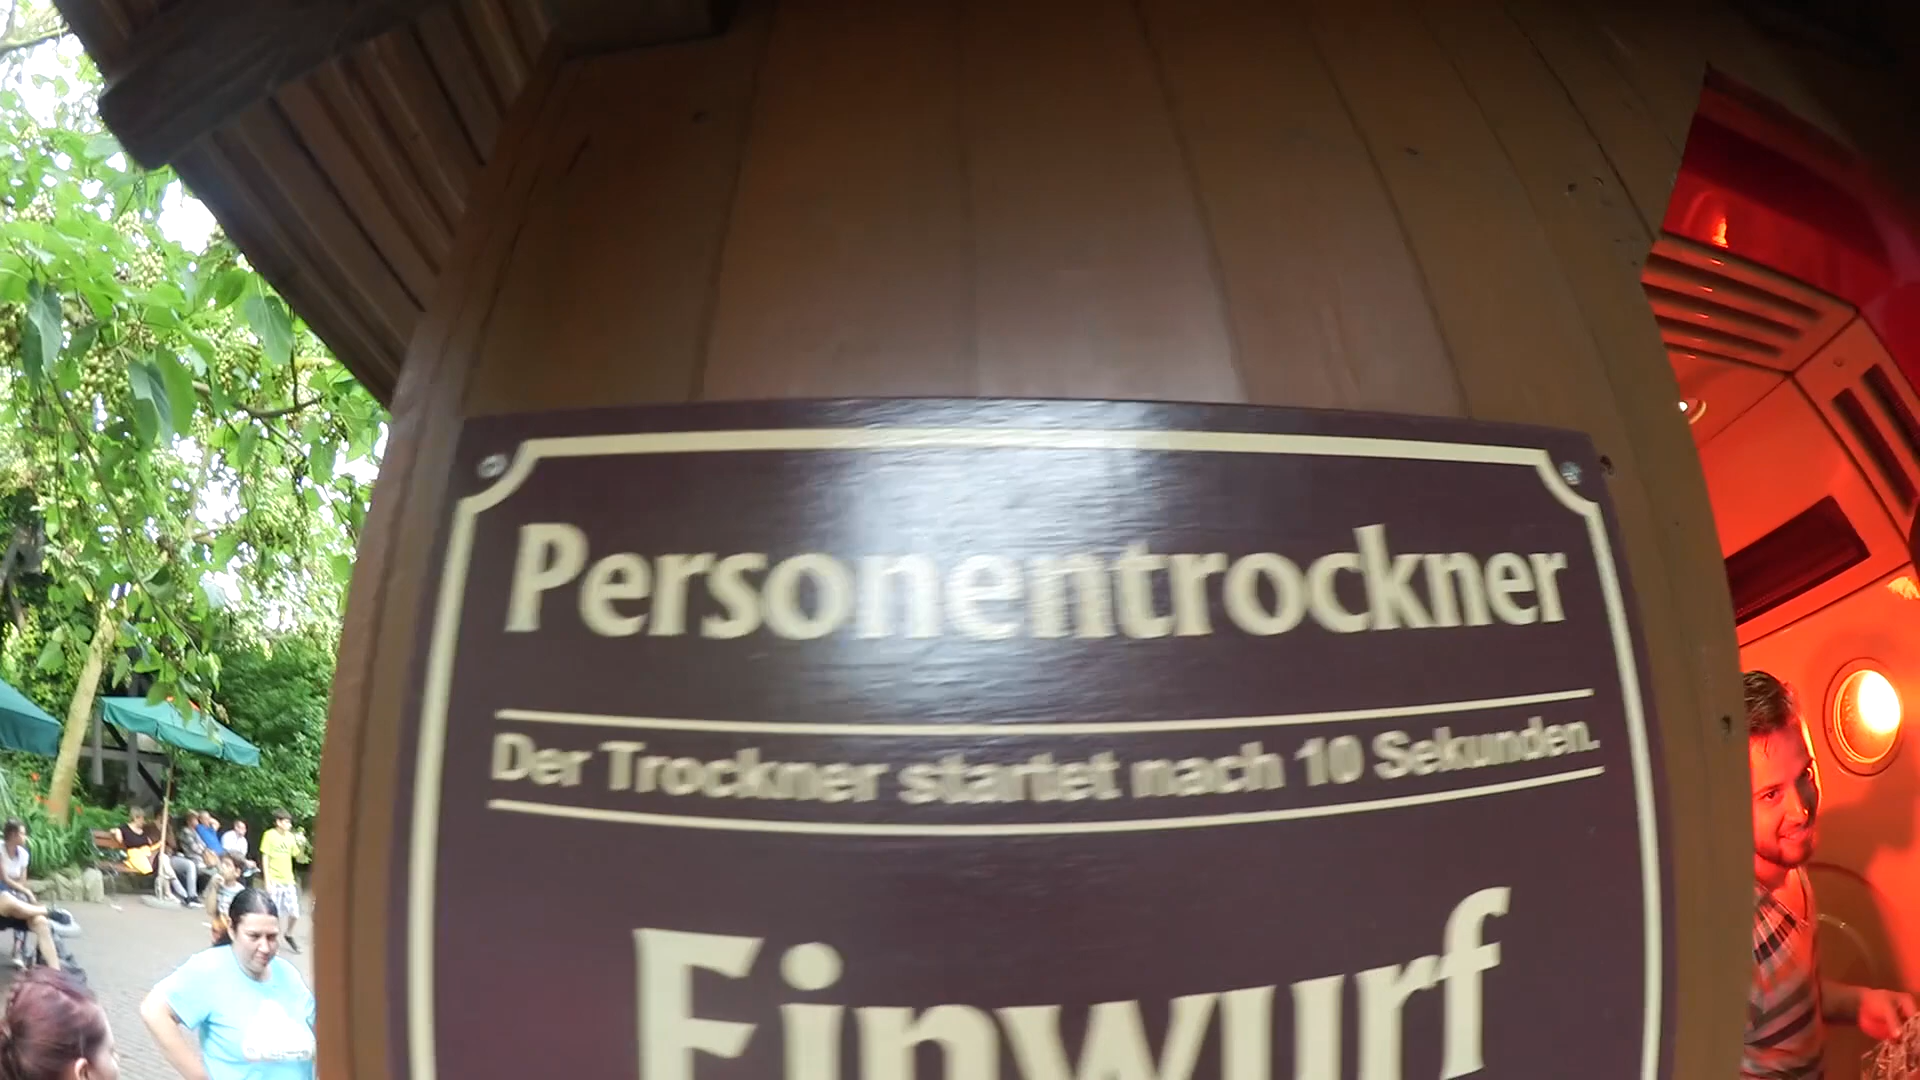 Personentrockner
Der Trockner startet nach 10 Sekunden.
Einwurf